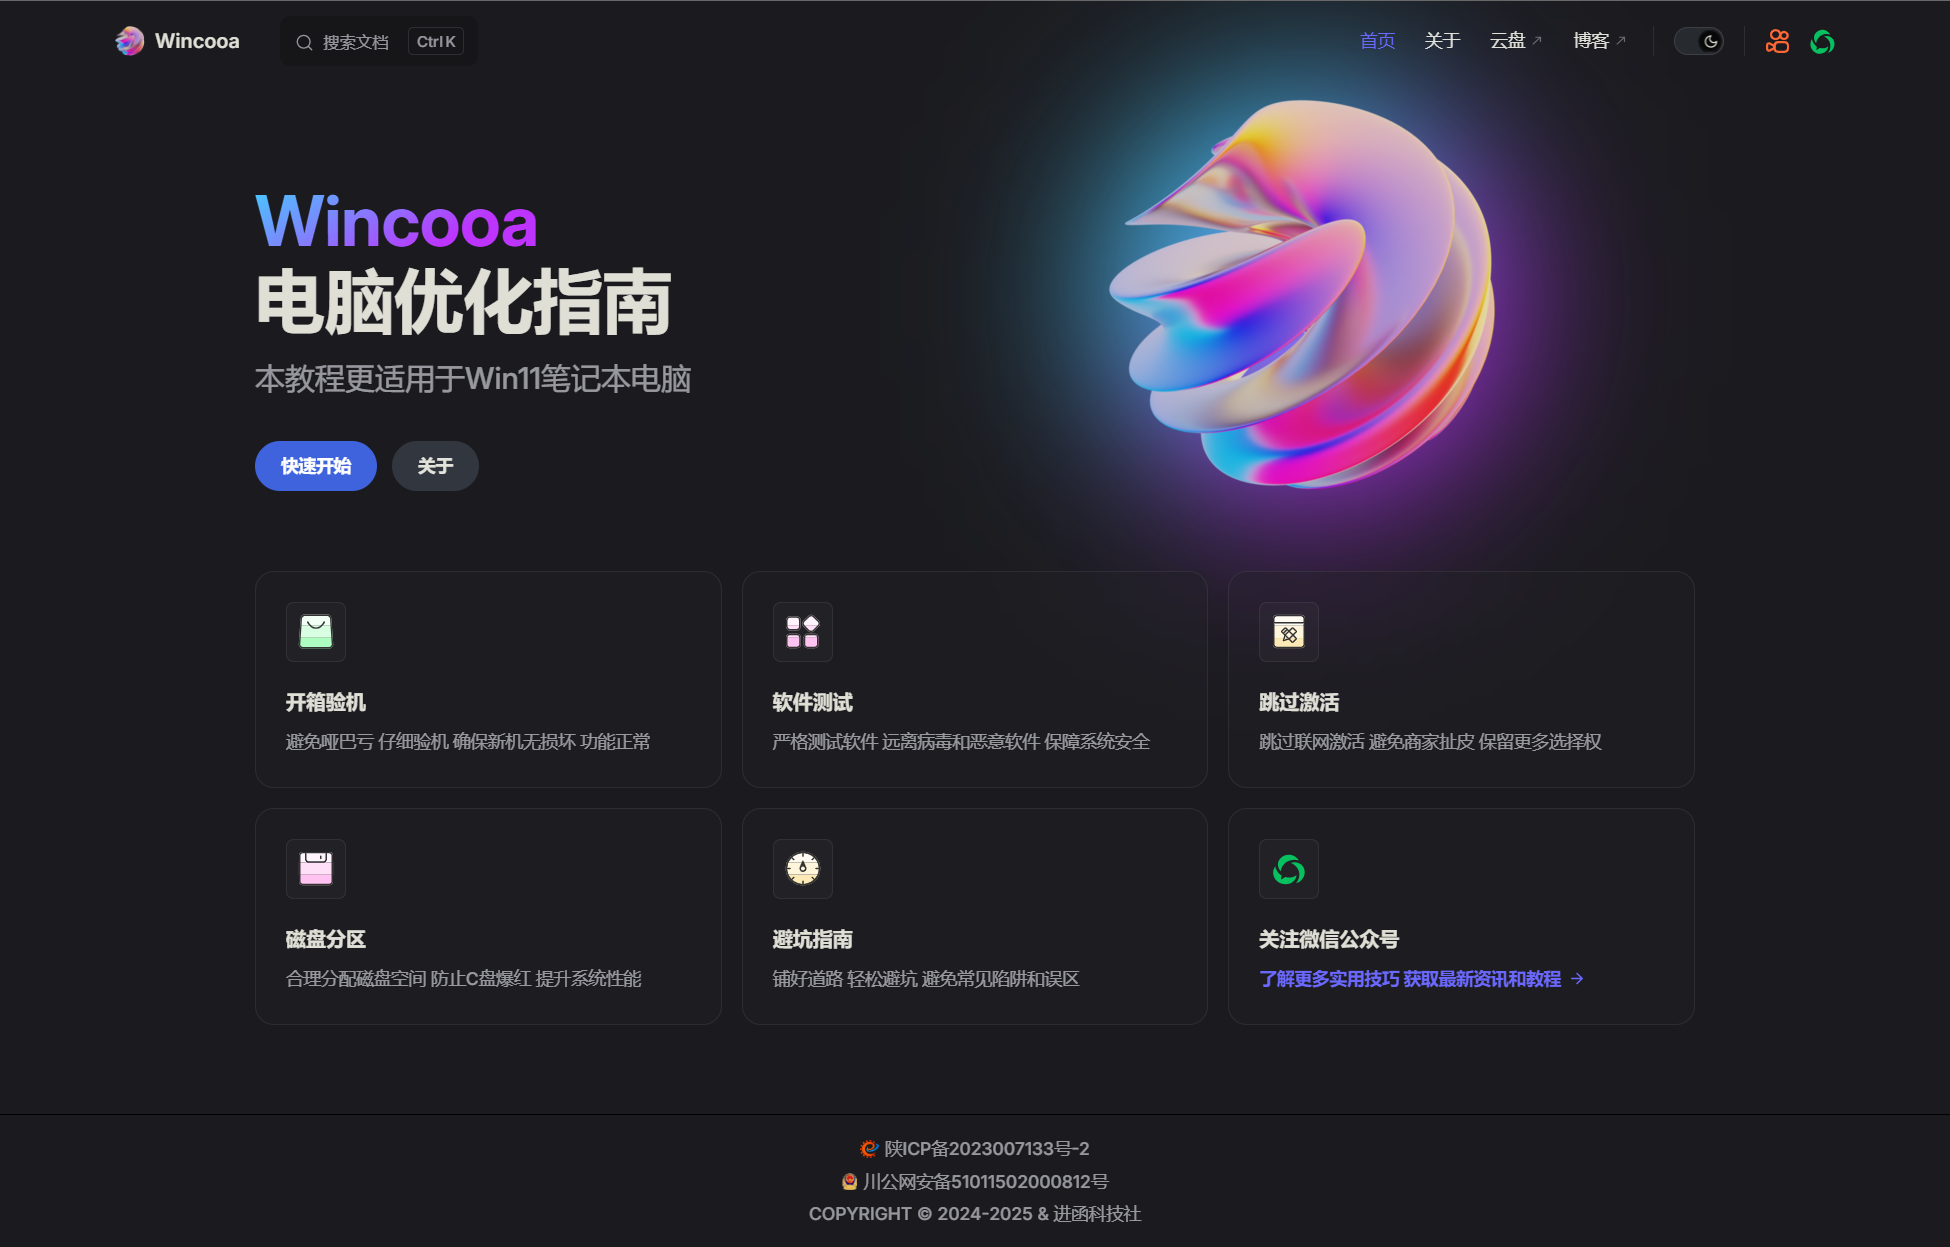 Wincooa
搜索文档
Ctrl K
首页
关于
云盘
博客
Wincooa
电脑优化指南
本教程更适用于Win11笔记本电脑
快速开始
关于
开箱验机
避免哑巴亏 仔细验机 确保新机无损坏 功能正常
软件测试
严格测试软件 远离病毒和恶意软件 保障系统安全
跳过激活
跳过联网激活 避免商家扯皮 保留更多选择权
磁盘分区
合理分配磁盘空间 防止C盘爆红 提升系统性能
避坑指南
铺好道路 轻松避坑 避免常见陷阱和误区
关注微信公众号
了解更多实用技巧 获取最新资讯和教程
陕ICP备2023007133号-2
川公网安备51011502000812号
COPYRIGHT © 2024-2025 & 进函科技社